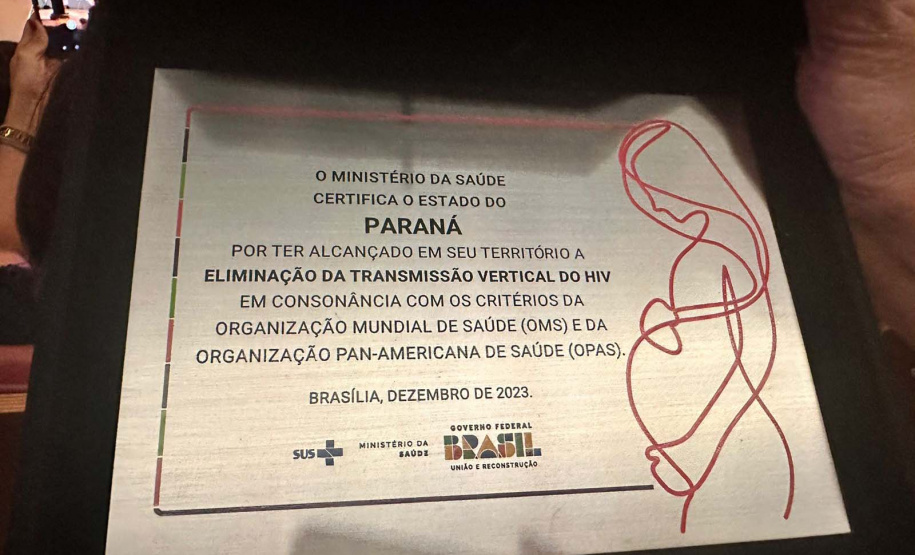 O MINISTÉRIO DA SAÚDE
CERTIFICA O ESTADO DO
PARANÁ
POR TER ALCANÇADO EM SEU TERRITÓRIO A
ELIMINAÇÃO DA TRANSMISSÃO VERTICAL DO HIV
EM CONSONÂNCIA COM OS CRITÉRIOS DA
ORGANIZAÇÃO MUNDIAL DE SAÚDE (OMS) E DA
ORGANIZAÇÃO PAN-AMERICANA DE SAÚDE (OPAS).
BRASÍLIA, DEZEMBRO DE 2023.
SUS
MINISTÉRIO DA
SAÚDE
GOVERNO FEDERAL
BRASIL
UNIÃO E RECONSTRUÇÃO